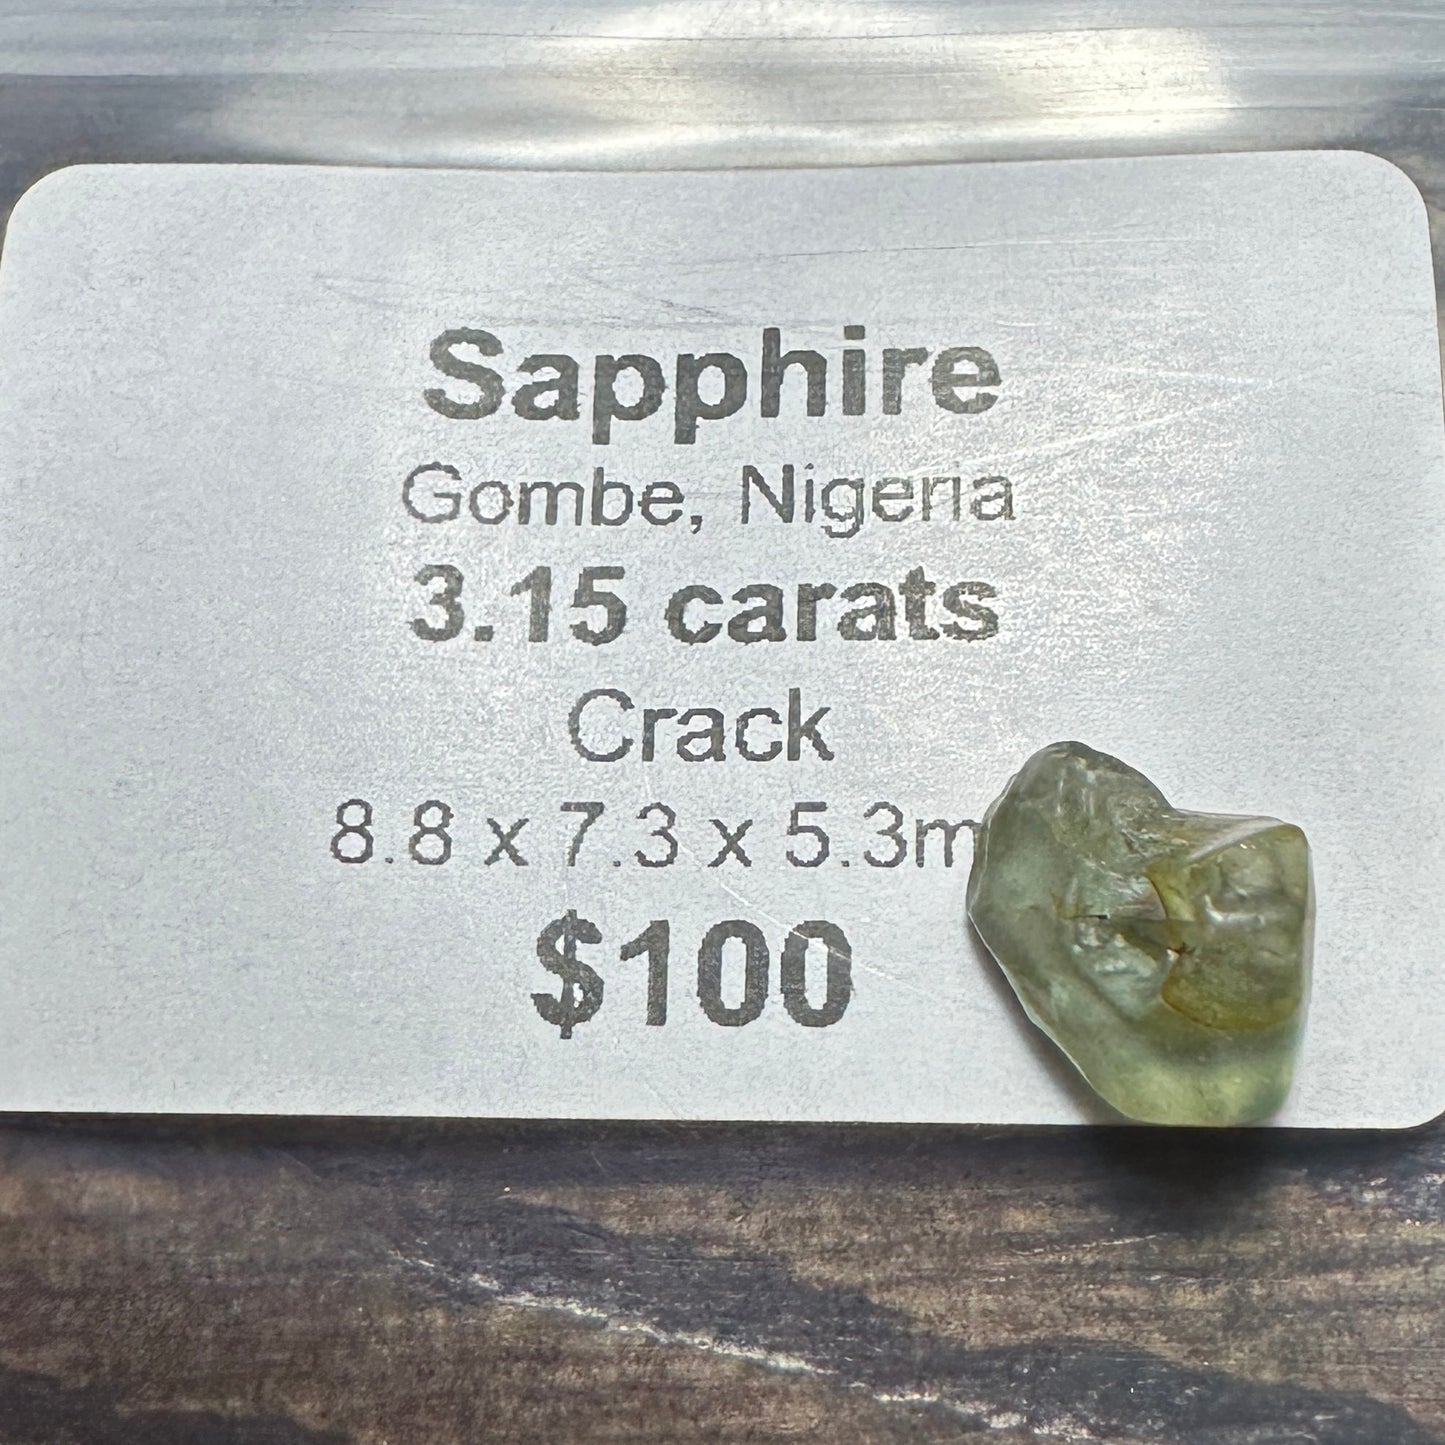 Sapphire
Gombe, Nigeria
3.15 carats
Crack
8.8 x 7.3 x 5.3m
$100